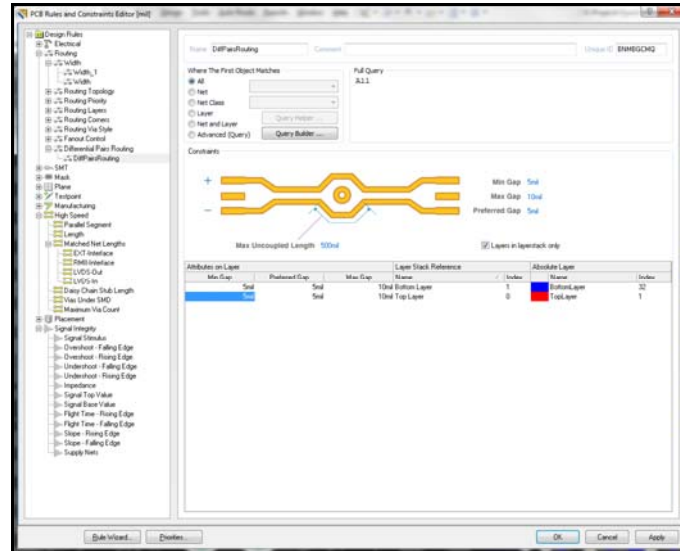 PCB Rules and Constraints Editor [mil]
Design Rules
Electrical
Routing
Width
Width_1
Width
Routing Topology
Routing Priority
Routing Layers
Routing Corners
Routing Via Style
Fanout Control
Differential Pairs Routing
DiffPairsRouting
SMT
Mask
Plane
Testpoint
Manufacturing
High Speed
Parallel Segment
Length
Matched Net Lengths
EXT-Interface
RMII-Interface
LVDS-Out
LVDS-In
Daisy Chain Stub Length
Vias Under SMD
Maximum Via Count
Placement
Signal Integrity
Signal Stimulus
Overshoot - Falling Edge
Overshoot - Rising Edge
Undershoot - Falling Edge
Undershoot - Rising Edge
Impedance
Signal Top Value
Signal Base Value
Flight Time - Rising Edge
Flight Time - Falling Edge
Slope - Rising Edge
Slope - Falling Edge
Supply Nets
Name DiffPairsRouting Comment Unique ID ENMEGCMQ
Where The First Object Matches Full Query
All
All
Net
Net Class
Layer
Net and Layer
Advanced (Query)
Query Helper ...
Query Builder ...
Constraints
Min Gap 5mil
Max Gap 10mil
Preferred Gap 5mil
Max Uncoupled Length 500mil
Layers in layerstack only
Attributes on Layer Layer Stack Reference Absolute Layer
Min Gap Preferred Gap Max Gap Name Index Name Index
5mil 5mil 10mil Bottom Layer 1 BottomLayer 32
5mil 5mil 10mil Top Layer 0 TopLayer 1
Rule Wizard... Priorities... OK Cancel Apply